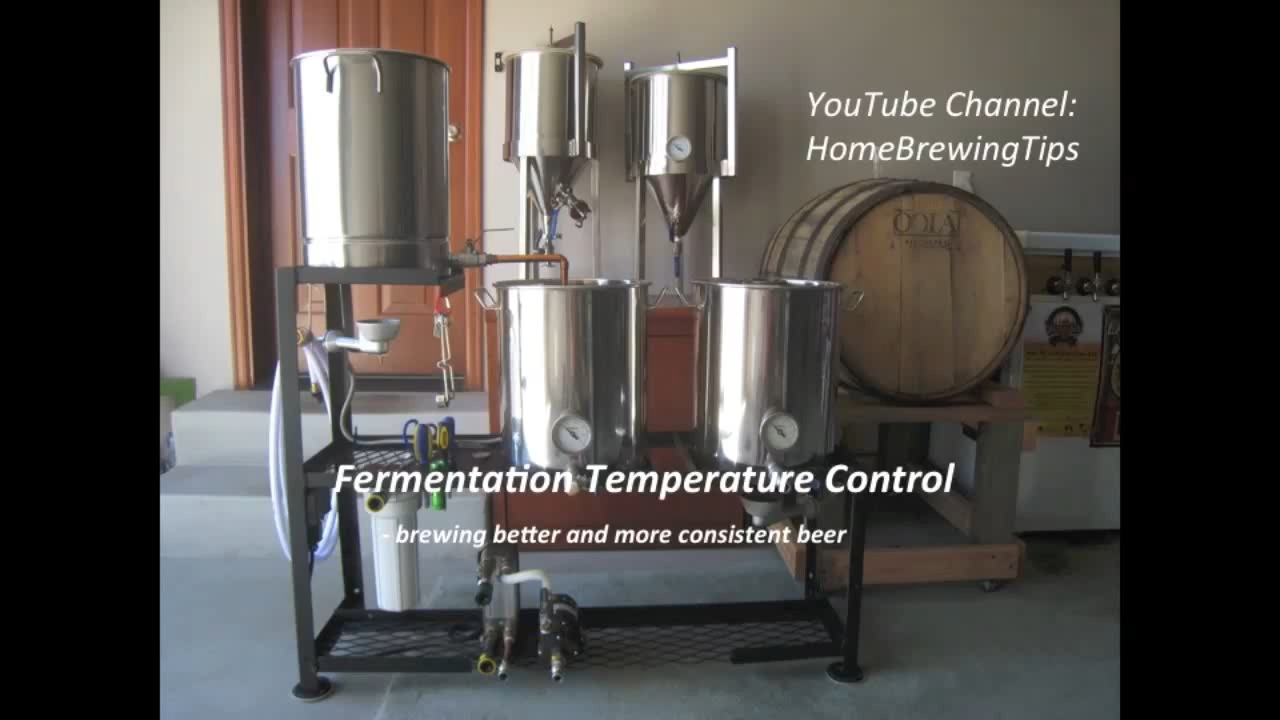 YouTube Channel:
HomeBrewingTips
Fermentation Temperature Control
- brewing better and more consistent beer